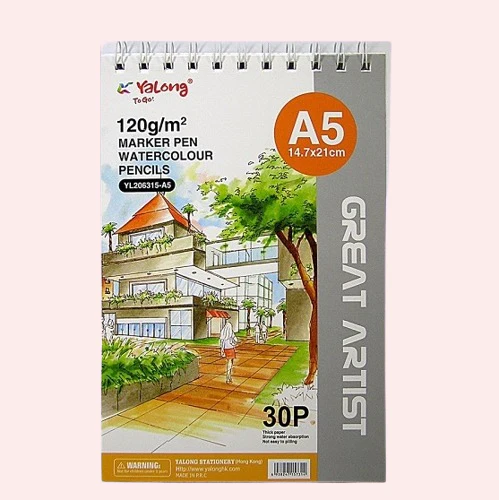 Yalong®
To Go!
120g/m²
MARKER PEN
WATERCOLOUR
PENCILS
YL206315-A5
A5
14.7x21cm
GREAT ARTIST
30P
Thick paper
Strong water absorption
Not easy to pilling
WARNING:
YALONG STATIONERY (Hong Kong)
Http://www.yalonghk.com
MADE IN P.R.C